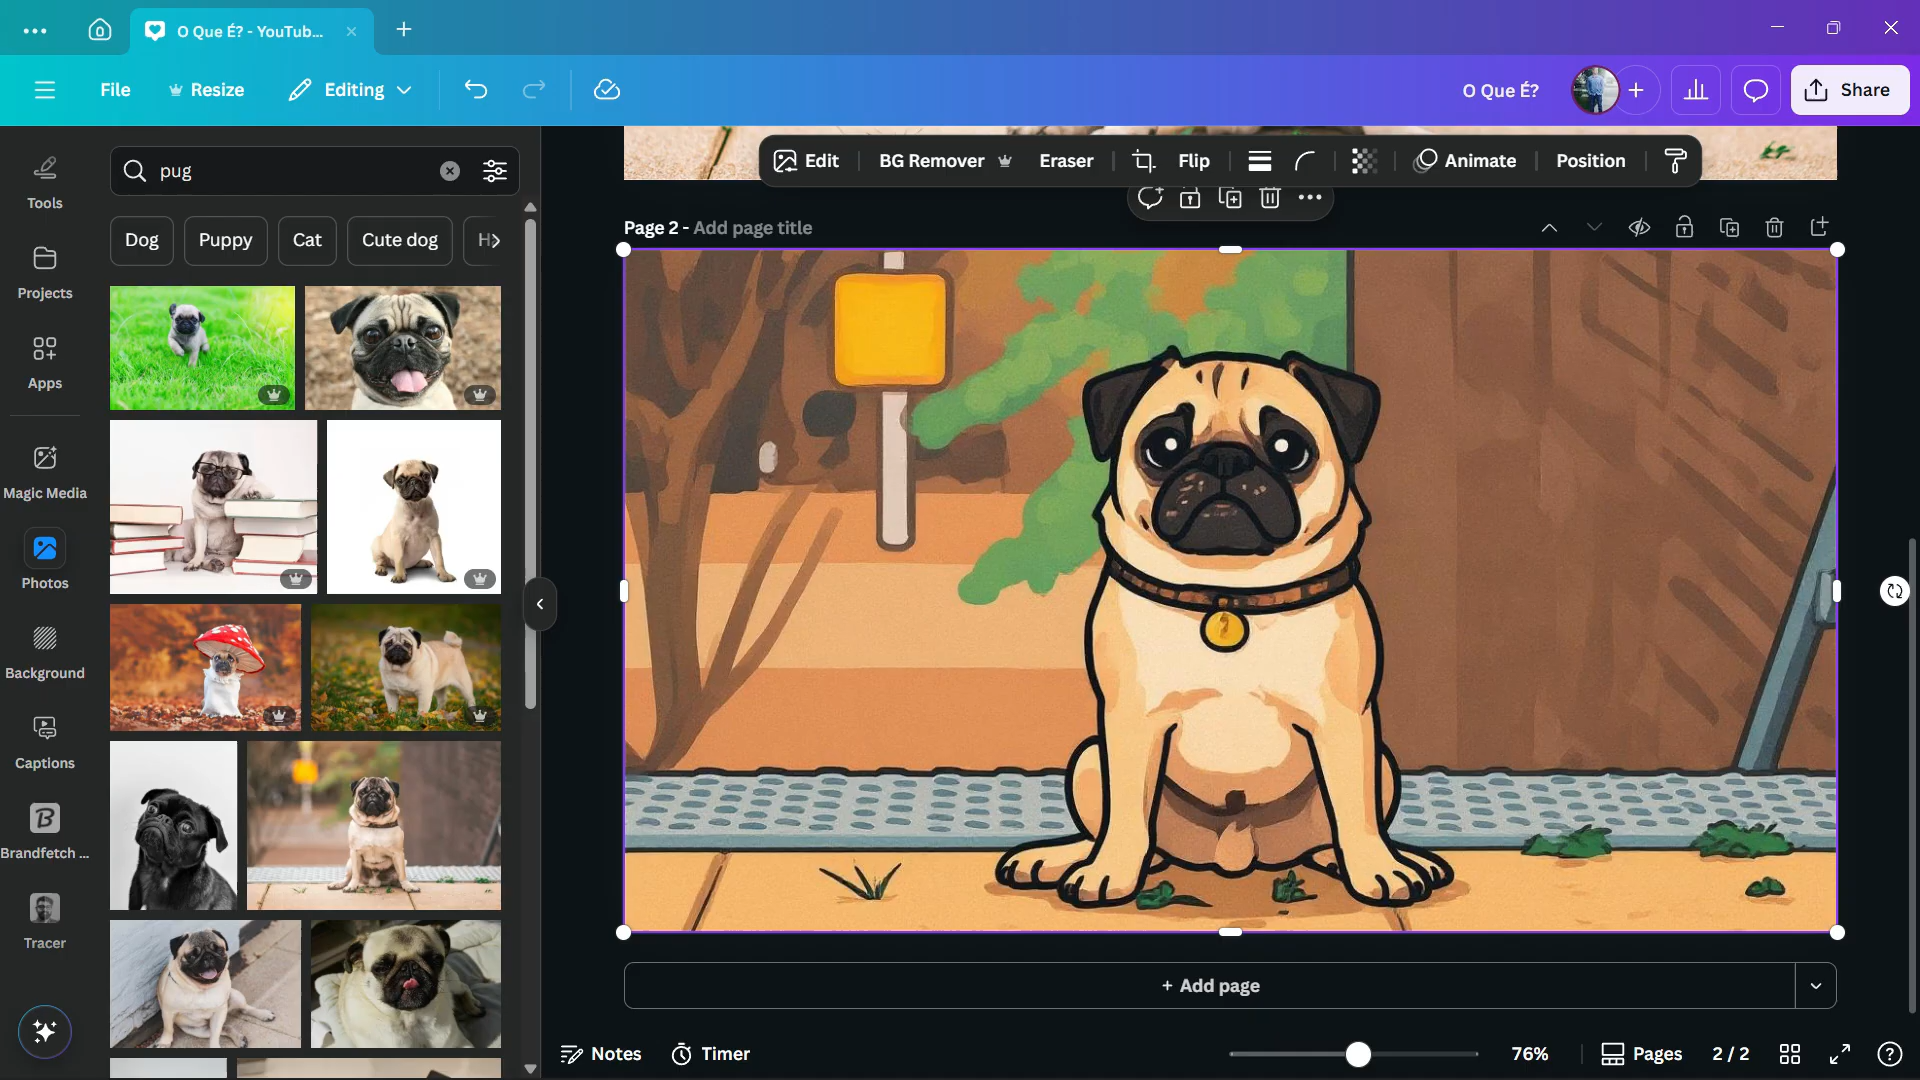 O Que É? - YouTub...
File
Resize
Editing
O Que É?
Share
Tools
Projects
Apps
Magic Media
Photos
Background
Captions
Brandfetch ...
Tracer
pug
Dog
Puppy
Cat
Cute dog
Edit
BG Remover
Eraser
Flip
Animate
Position
Page 2 - Add page title
+ Add page
Notes
Timer
76%
Pages
2 / 2